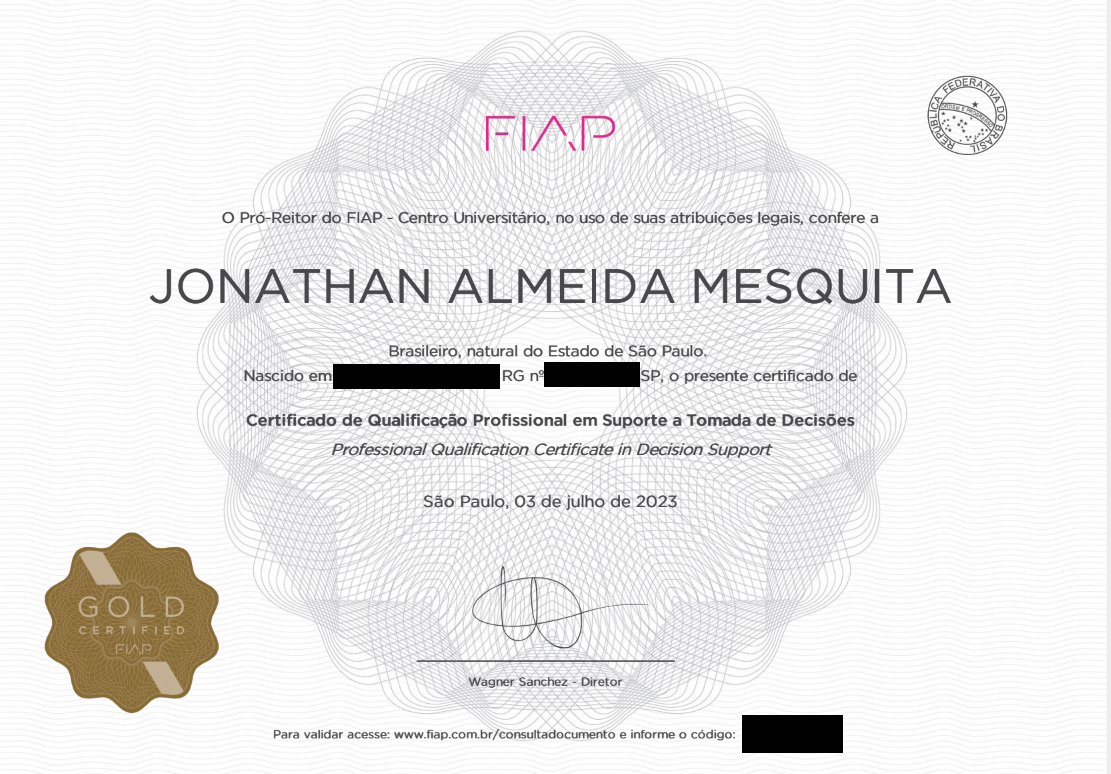 FIAP
REPÚBLICA FEDERATIVA DO BRASIL
ORDEM E PROGRESSO
O Pró-Reitor do FIAP - Centro Universitário, no uso de suas atribuições legais, confere a
JONATHAN ALMEIDA MESQUITA
Brasileiro, natural do Estado de São Paulo.
Nascido em RG nº SP, o presente certificado de
Certificado de Qualificação Profissional em Suporte a Tomada de Decisões
Professional Qualification Certificate in Decision Support
São Paulo, 03 de julho de 2023
GOLD
CERTIFIED
FIAP
Wagner Sanchez - Diretor
Para validar acesse: www.fiap.com.br/consultadocumento e informe o código: